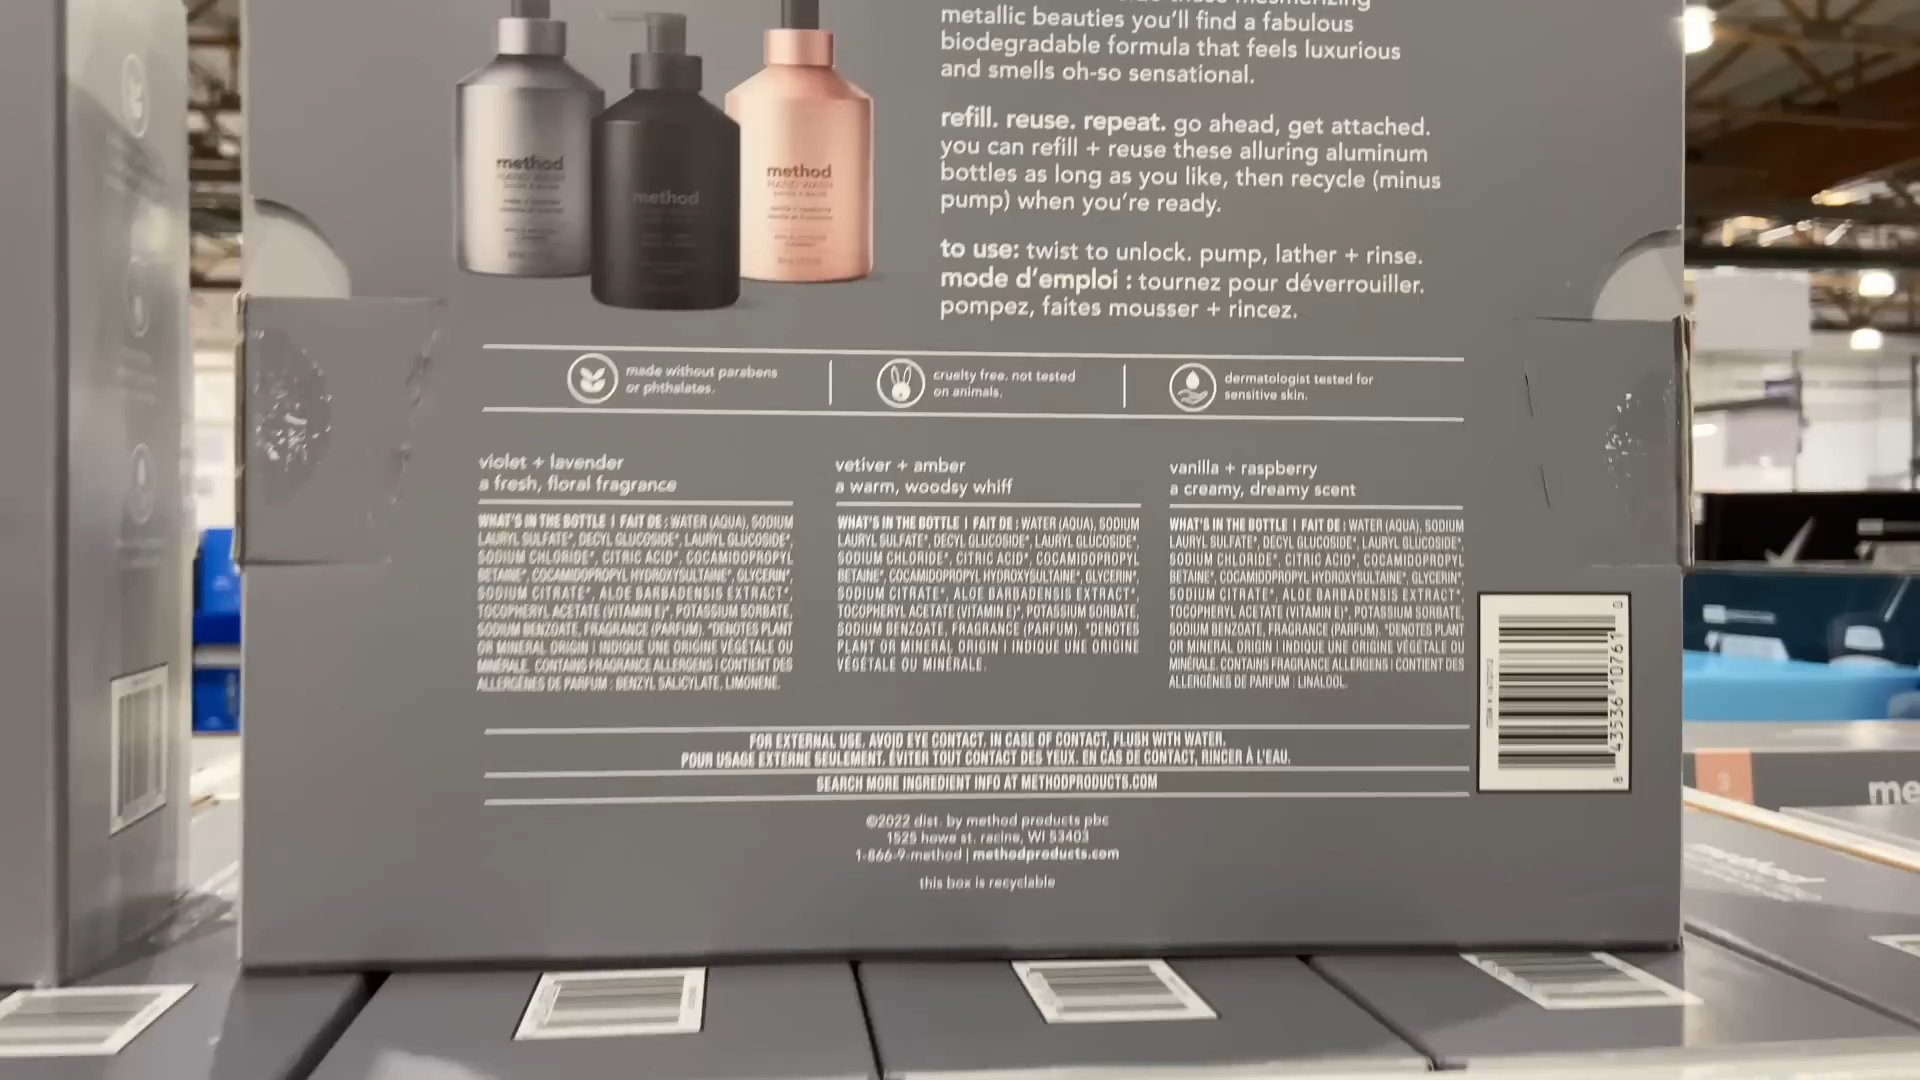 metallic beauties you'll find a fabulous
biodegradable formula that feels luxurious
and smells oh-so sensational.
refill. reuse. repeat. go ahead, get attached.
you can refill + reuse these alluring aluminum
bottles as long as you like, then recycle (minus
pump) when you're ready.
to use: twist to unlock. pump, lather + rinse.
mode d'emploi : tournez pour déverrouiller.
pompez, faites mousser + rincez.
method
HAND WASH
method
method
HAND WASH
made without parabens
or phthalates.
cruelty free. not tested
on animals.
dermatologist tested for
sensitive skin.
violet + lavender
a fresh, floral fragrance
WHAT'S IN THE BOTTLE | FAIT DE : WATER (AQUA), SODIUM
LAURYL SULFATE*, DECYL GLUCOSIDE*, LAURYL GLUCOSIDE*,
SODIUM CHLORIDE*, CITRIC ACID*, COCAMIDOPROPYL
BETAINE*, COCAMIDOPROPYL HYDROXYSULTAINE*, GLYCERIN*,
SODIUM CITRATE*, ALOE BARBADENSIS EXTRACT*,
TOCOPHERYL ACETATE (VITAMIN E)*, POTASSIUM SORBATE,
SODIUM BENZOATE, FRAGRANCE (PARFUM). *DENOTES PLANT
OR MINERAL ORIGIN | INDIQUE UNE ORIGINE VÉGÉTALE OU
MINÉRALE. CONTAINS FRAGRANCE ALLERGENS | CONTIENT DES
ALLERGÈNES DE PARFUM : BENZYL SALICYLATE, LIMONENE.
vetiver + amber
a warm, woodsy whiff
WHAT'S IN THE BOTTLE | FAIT DE : WATER (AQUA), SODIUM
LAURYL SULFATE*, DECYL GLUCOSIDE*, LAURYL GLUCOSIDE*,
SODIUM CHLORIDE*, CITRIC ACID*, COCAMIDOPROPYL
BETAINE*, COCAMIDOPROPYL HYDROXYSULTAINE*, GLYCERIN*,
SODIUM CITRATE*, ALOE BARBADENSIS EXTRACT*,
TOCOPHERYL ACETATE (VITAMIN E)*, POTASSIUM SORBATE,
SODIUM BENZOATE, FRAGRANCE (PARFUM). *DENOTES
PLANT OR MINERAL ORIGIN | INDIQUE UNE ORIGINE
VÉGÉTALE OU MINÉRALE.
vanilla + raspberry
a creamy, dreamy scent
WHAT'S IN THE BOTTLE | FAIT DE : WATER (AQUA), SODIUM
LAURYL SULFATE*, DECYL GLUCOSIDE*, LAURYL GLUCOSIDE*,
SODIUM CHLORIDE*, CITRIC ACID*, COCAMIDOPROPYL
BETAINE*, COCAMIDOPROPYL HYDROXYSULTAINE*, GLYCERIN*,
SODIUM CITRATE*, ALOE BARBADENSIS EXTRACT*,
TOCOPHERYL ACETATE (VITAMIN E)*, POTASSIUM SORBATE,
SODIUM BENZOATE, FRAGRANCE (PARFUM). *DENOTES PLANT
OR MINERAL ORIGIN | INDIQUE UNE ORIGINE VÉGÉTALE OU
MINÉRALE. CONTAINS FRAGRANCE ALLERGENS | CONTIENT DES
ALLERGÈNES DE PARFUM : LINALOOL.
8 43536 10761 0
FOR EXTERNAL USE. AVOID EYE CONTACT. IN CASE OF CONTACT, FLUSH WITH WATER.
POUR USAGE EXTERNE SEULEMENT. ÉVITER TOUT CONTACT DES YEUX. EN CAS DE CONTACT, RINCER À L'EAU.
SEARCH MORE INGREDIENT INFO AT METHODPRODUCTS.COM
©2022 dist. by method products pbc
1525 howe st. racine, WI 53403
1-866-9-method | methodproducts.com
this box is recyclable
me